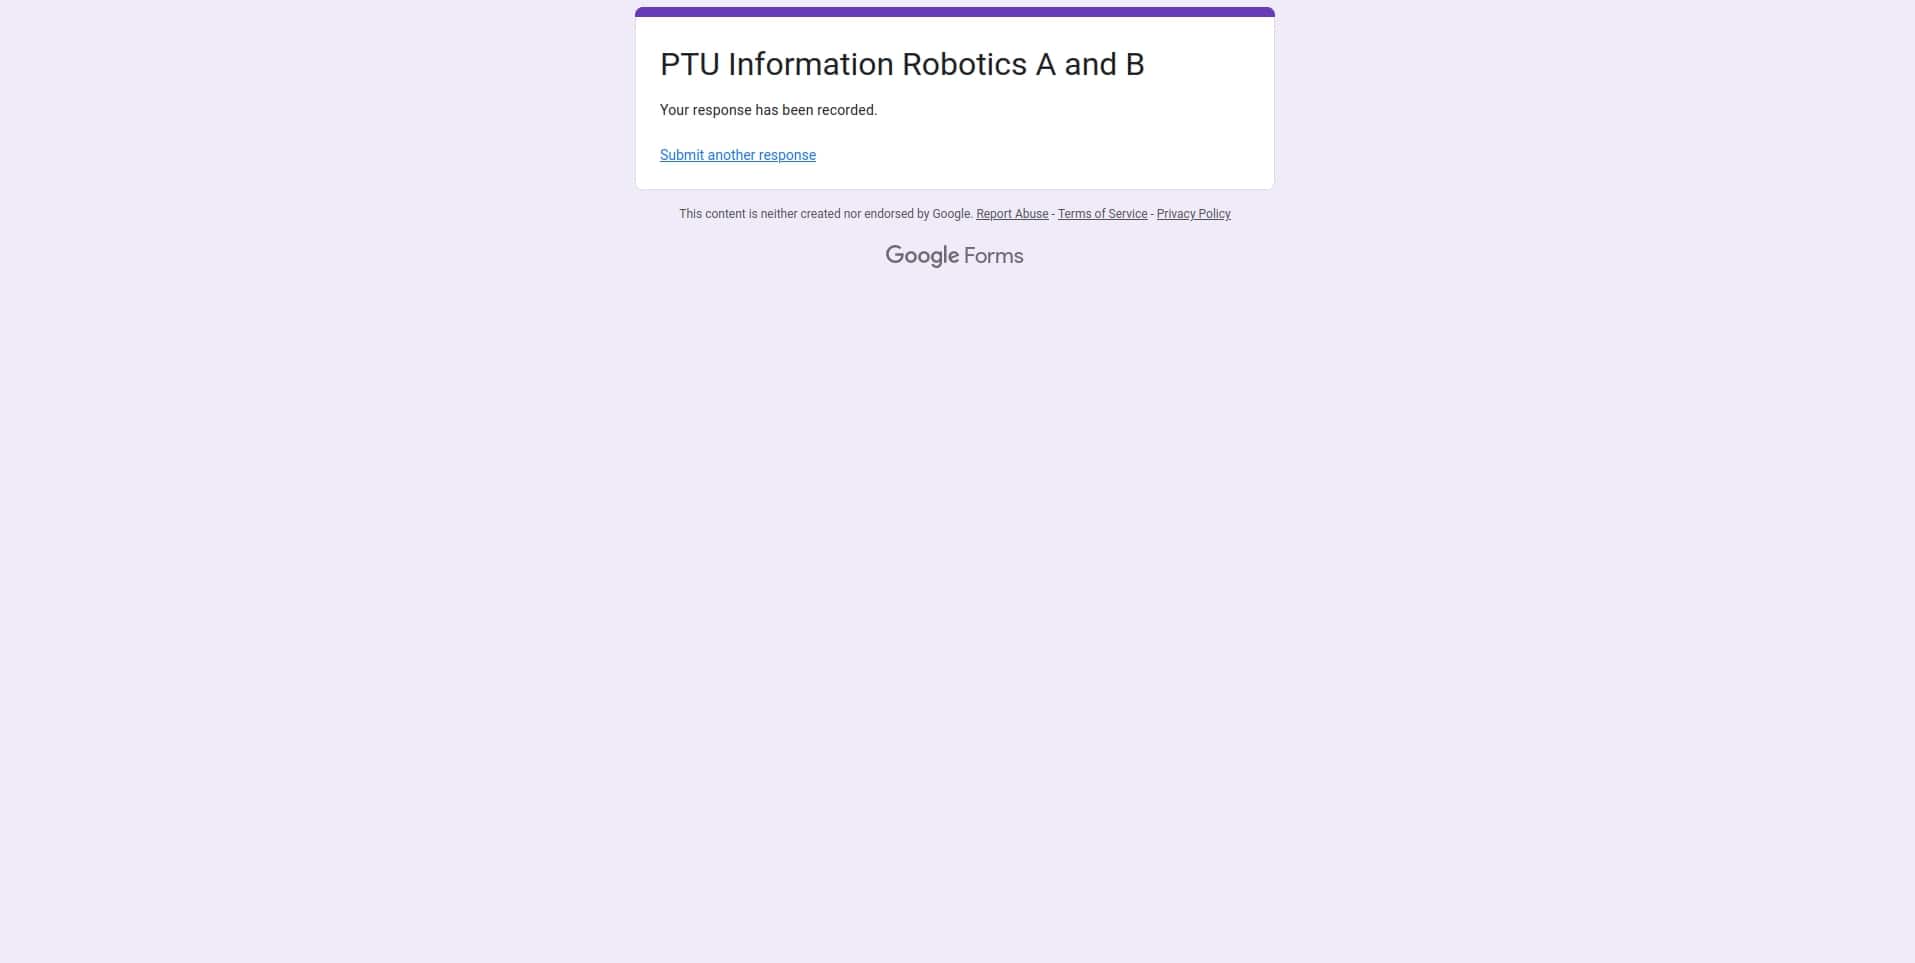 PTU Information Robotics A and B
Your response has been recorded.
Submit another response
This content is neither created nor endorsed by Google. Report Abuse - Terms of Service - Privacy Policy
Google Forms